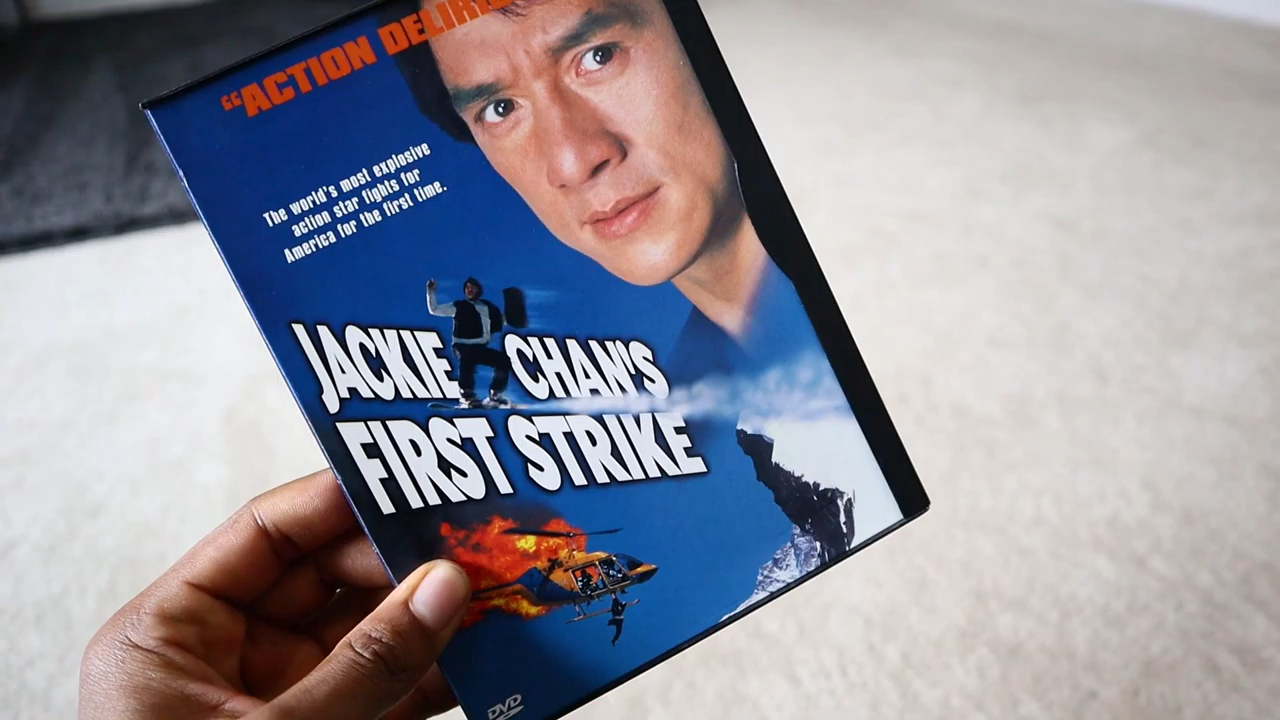 “ACTION DELIRIU
The world's most explosive
action star fights for
America for the first time.
JACKIE CHAN'S
FIRST STRIKE
DVD